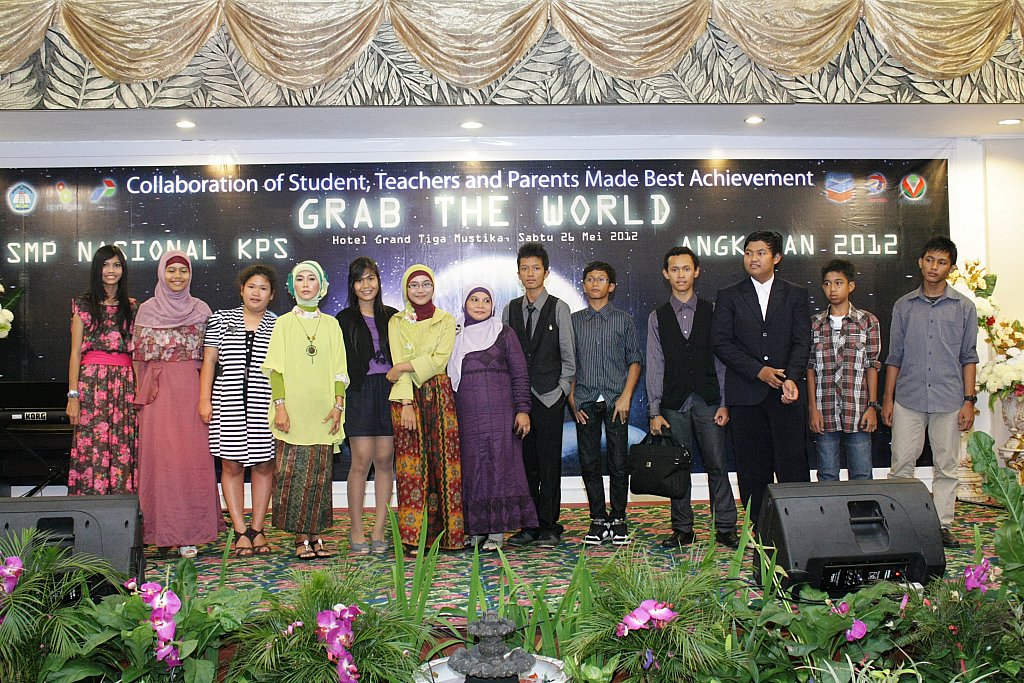 Collaboration of Student, Teachers and Parents Made Best Achievement
GRAB THE WORLD
Hotel Grand Tiga Mustika, Sabtu 26 Mei 2012
SMP NASIONAL KPS
ANGKATAN 2012
bpmigas
KORG